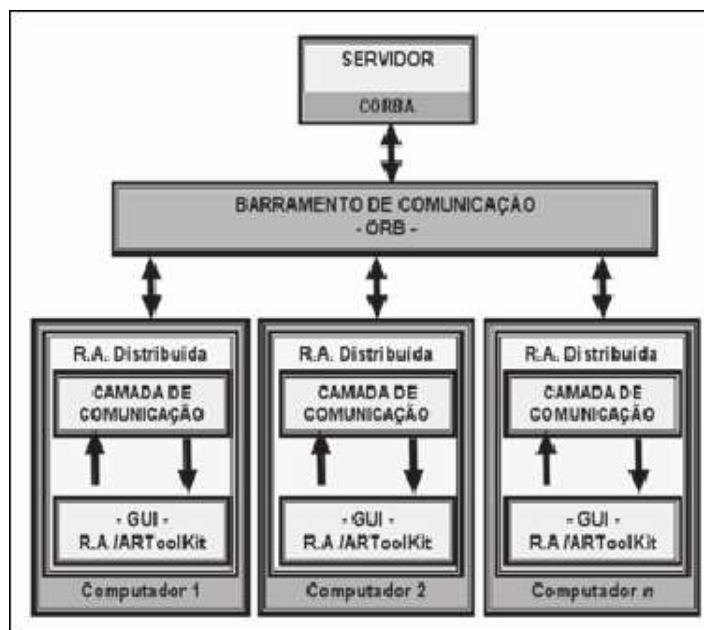 SERVIDOR
CORBA
BARRAMENTO DE COMUNICAÇÃO
- ORB -
R.A. Distribuída
CAMADA DE
COMUNICAÇÃO
- GUI -
R.A /ARToolKit
Computador 1
R.A. Distribuída
CAMADA DE
COMUNICAÇÃO
- GUI -
R.A /ARToolKit
Computador 2
R.A. Distribuída
CAMADA DE
COMUNICAÇÃO
- GUI -
R.A /ARToolKit
Computador n